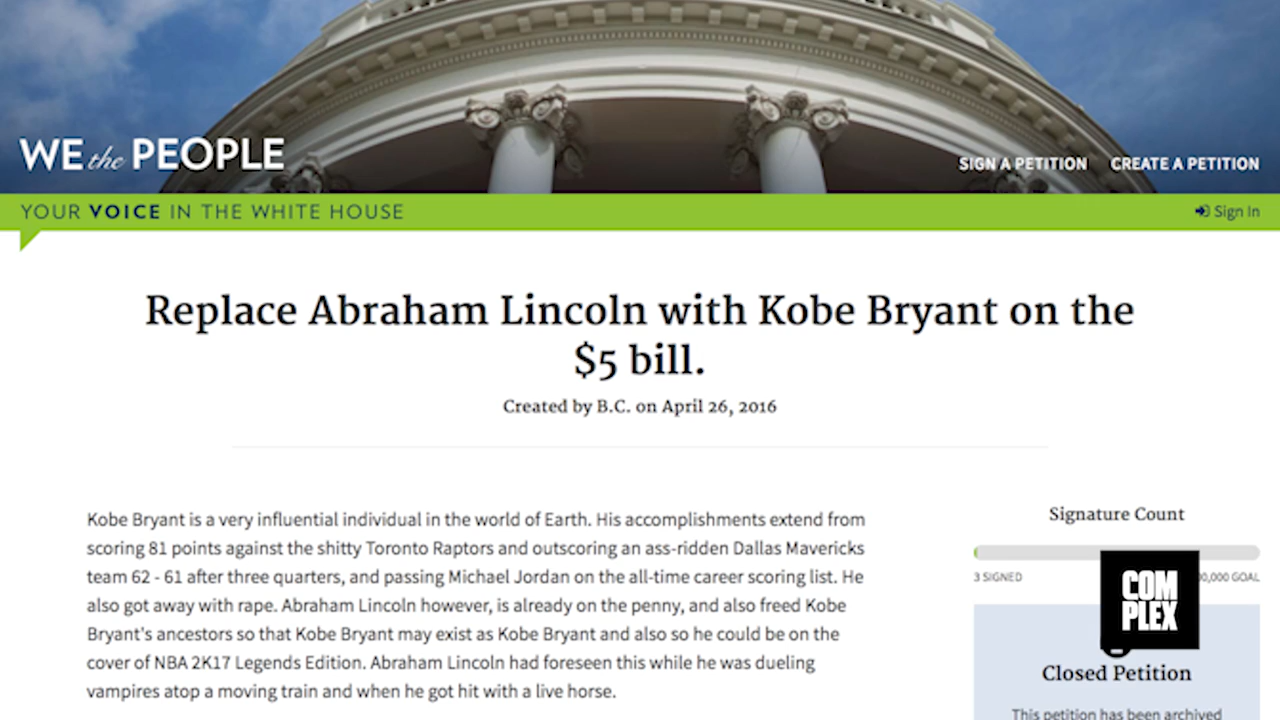 WE the PEOPLE
SIGN A PETITION CREATE A PETITION
YOUR VOICE IN THE WHITE HOUSE
Sign In
Replace Abraham Lincoln with Kobe Bryant on the
$5 bill.
Created by B.C. on April 26, 2016
Kobe Bryant is a very influential individual in the world of Earth. His accomplishments extend from
scoring 81 points against the shitty Toronto Raptors and outscoring an ass-ridden Dallas Mavericks
team 62 - 61 after three quarters, and passing Michael Jordan on the all-time career scoring list. He
also got away with rape. Abraham Lincoln however, is already on the penny, and also freed Kobe
Bryant's ancestors so that Kobe Bryant may exist as Kobe Bryant and also so he could be on the
cover of NBA 2K17 Legends Edition. Abraham Lincoln had foreseen this while he was dueling
vampires atop a moving train and when he got hit with a live horse.
Signature Count
3 SIGNED
GOAL
COM
PLEX
Closed Petition
This petition has been archived